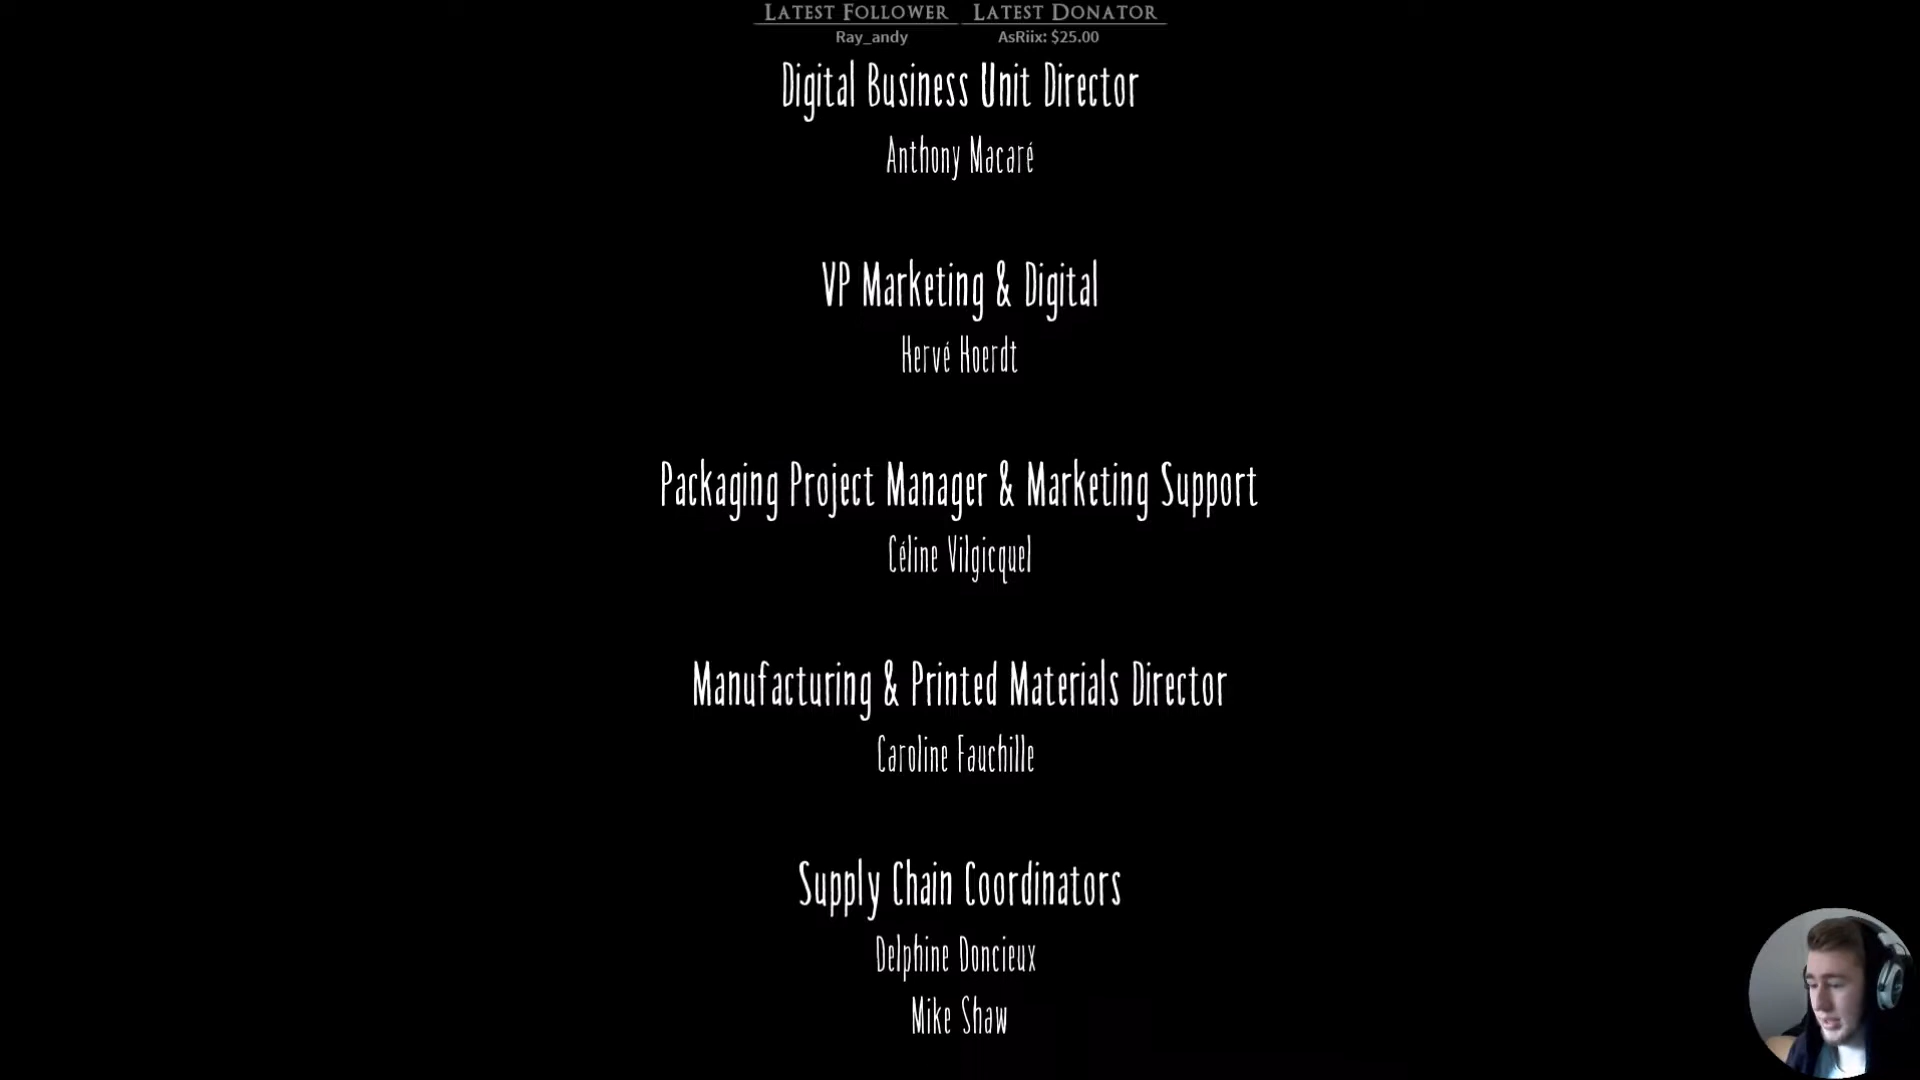 LATEST FOLLOWER LATEST DONATOR
Ray_andy AsRiix: $25.00
Digital Business Unit Director
Anthony Macaré
VP Marketing & Digital
Hervé Hoerdt
Packaging Project Manager & Marketing Support
Céline Vilgicquel
Manufacturing & Printed Materials Director
Caroline Fauchille
Supply Chain Coordinators
Delphine Doncieux
Mike Shaw